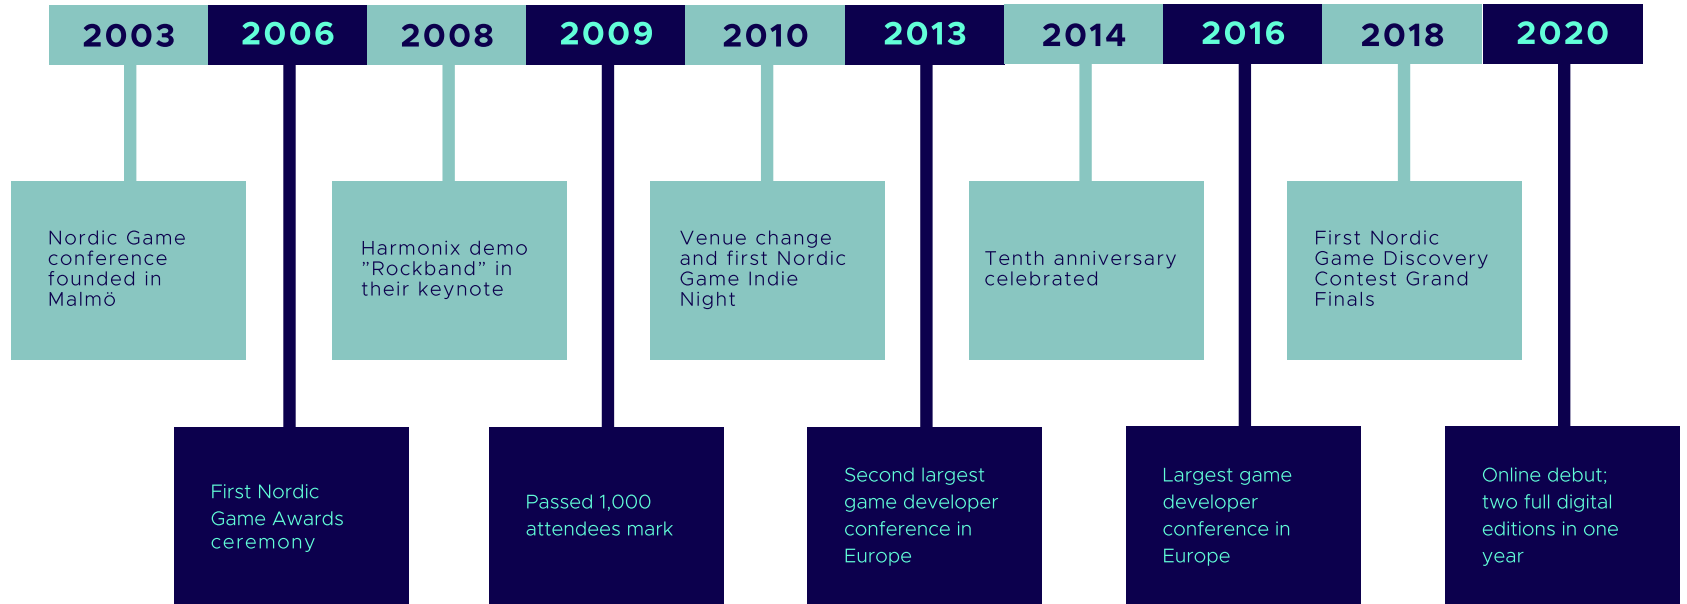 2003
2006
2008
2009
2010
2013
2014
2016
2018
2020
Nordic Game
conference
founded in
Malmö
Harmonix demo
”Rockband” in
their keynote
Venue change
and first Nordic
Game Indie
Night
Tenth anniversary
celebrated
First Nordic
Game Discovery
Contest Grand
Finals
First Nordic
Game Awards
ceremony
Passed 1,000
attendees mark
Second largest
game developer
conference in
Europe
Largest game
developer
conference in
Europe
Online debut;
two full digital
editions in one
year